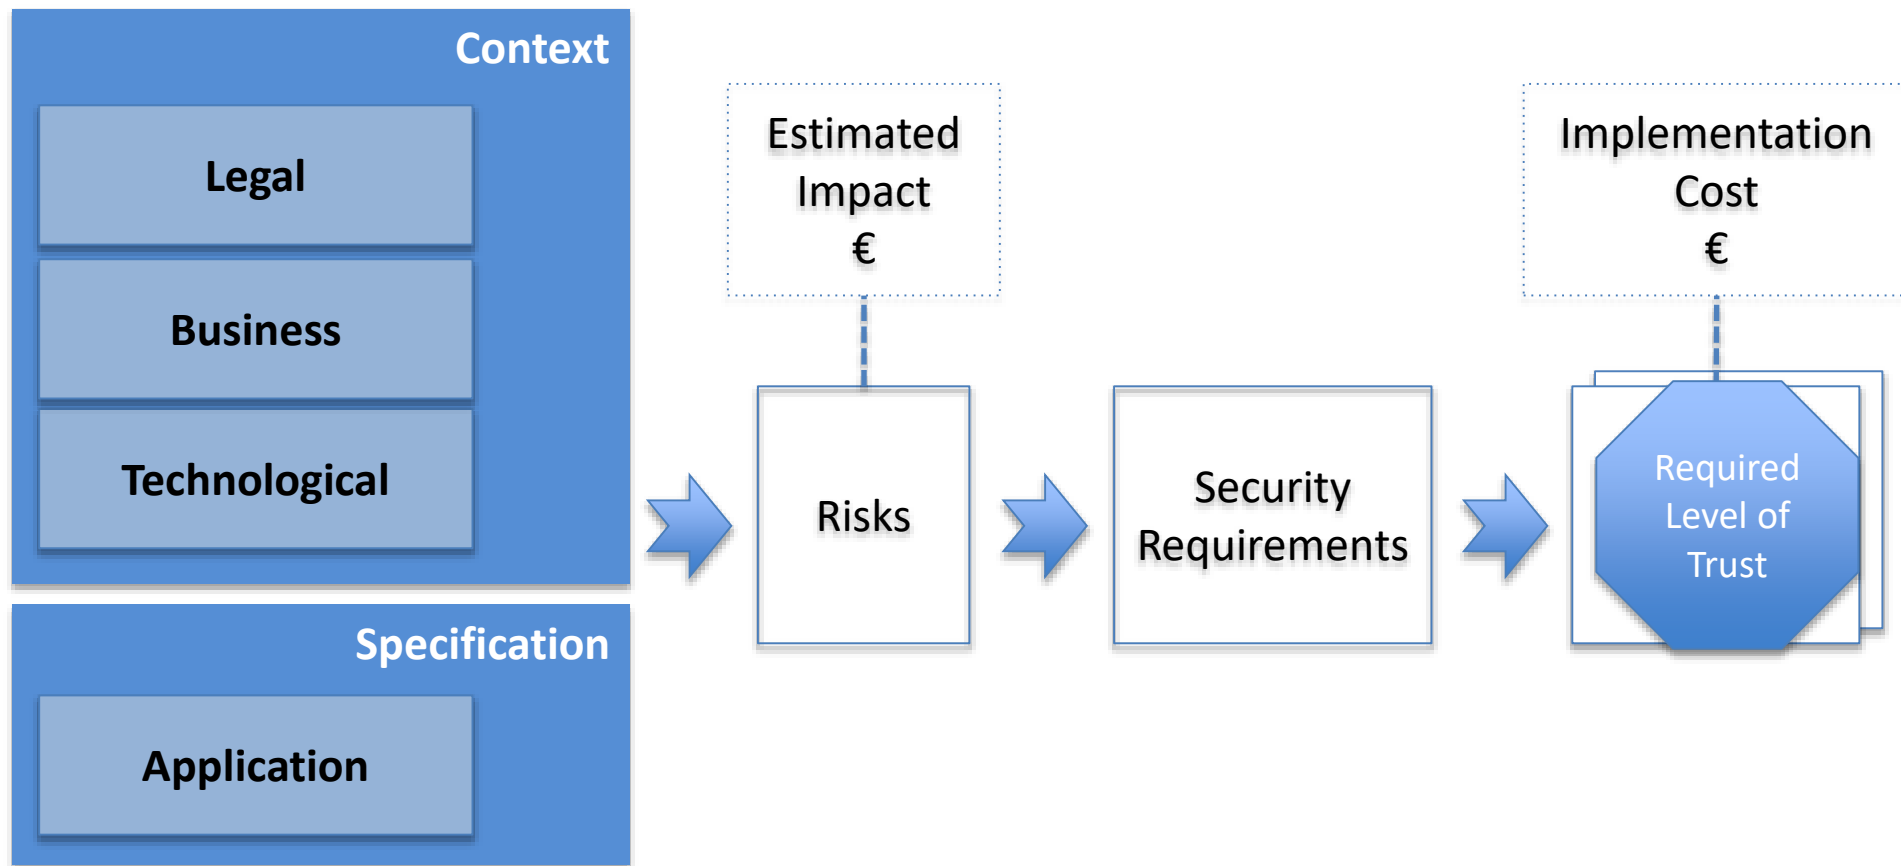 Context
Legal
Business
Technological
Specification
Application
Estimated
Impact
€
Risks
Security
Requirements
Implementation
Cost
€
Required
Level of
Trust